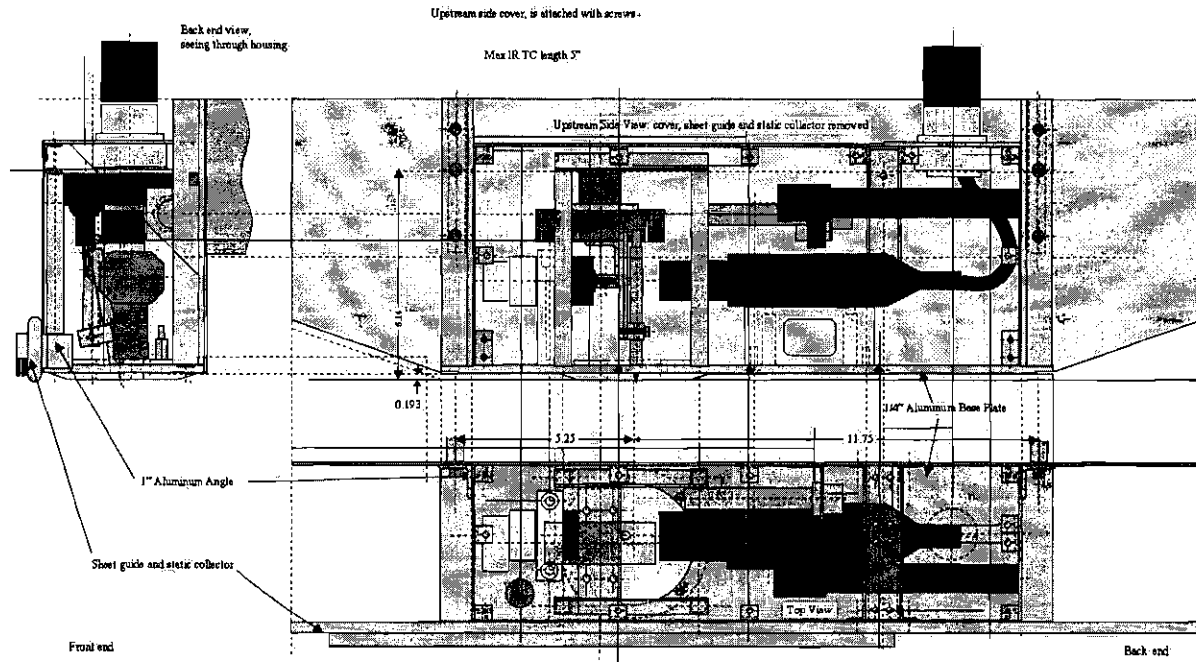 Upstream side cover, is attached with screws.
Back end view,
seeing through housing.
Max IR TC length 5"
Upstream Side View: cover, sheet guide and static collector removed
6.14
0.193
1/4" Aluminum Base Plate
5.25
11.75
1" Aluminum Angle
Sheet guide and static collector
Top View
Front end
Back end